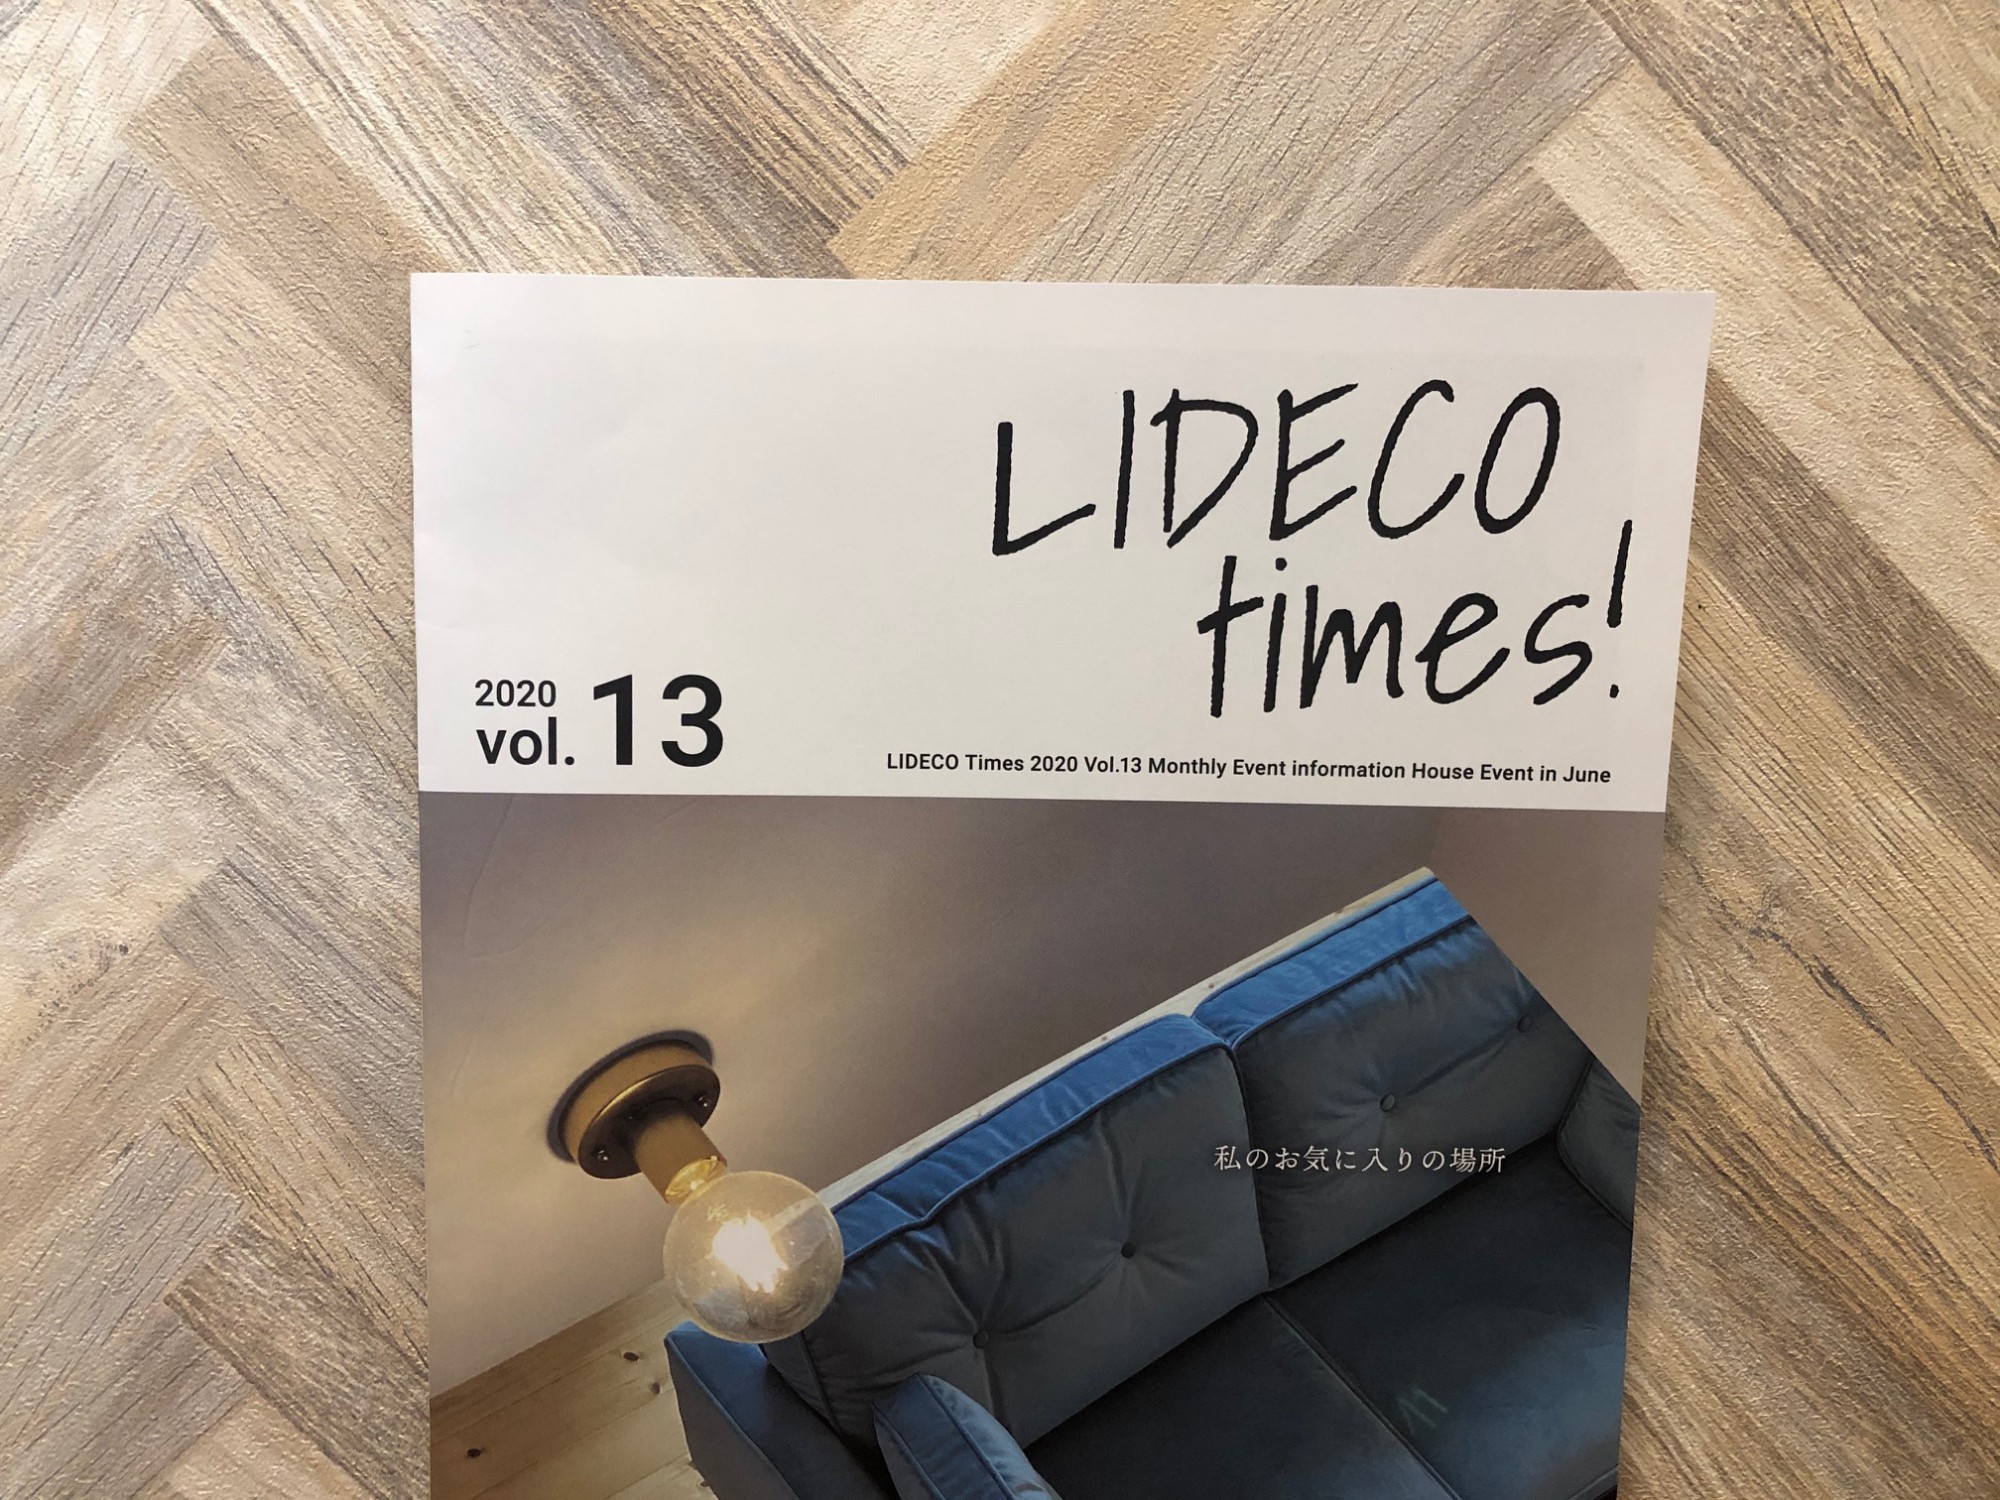 LIDECO
times!
2020
vol. 13
LIDECO Times 2020 Vol.13 Monthly Event information House Event in June
私のお気に入りの場所